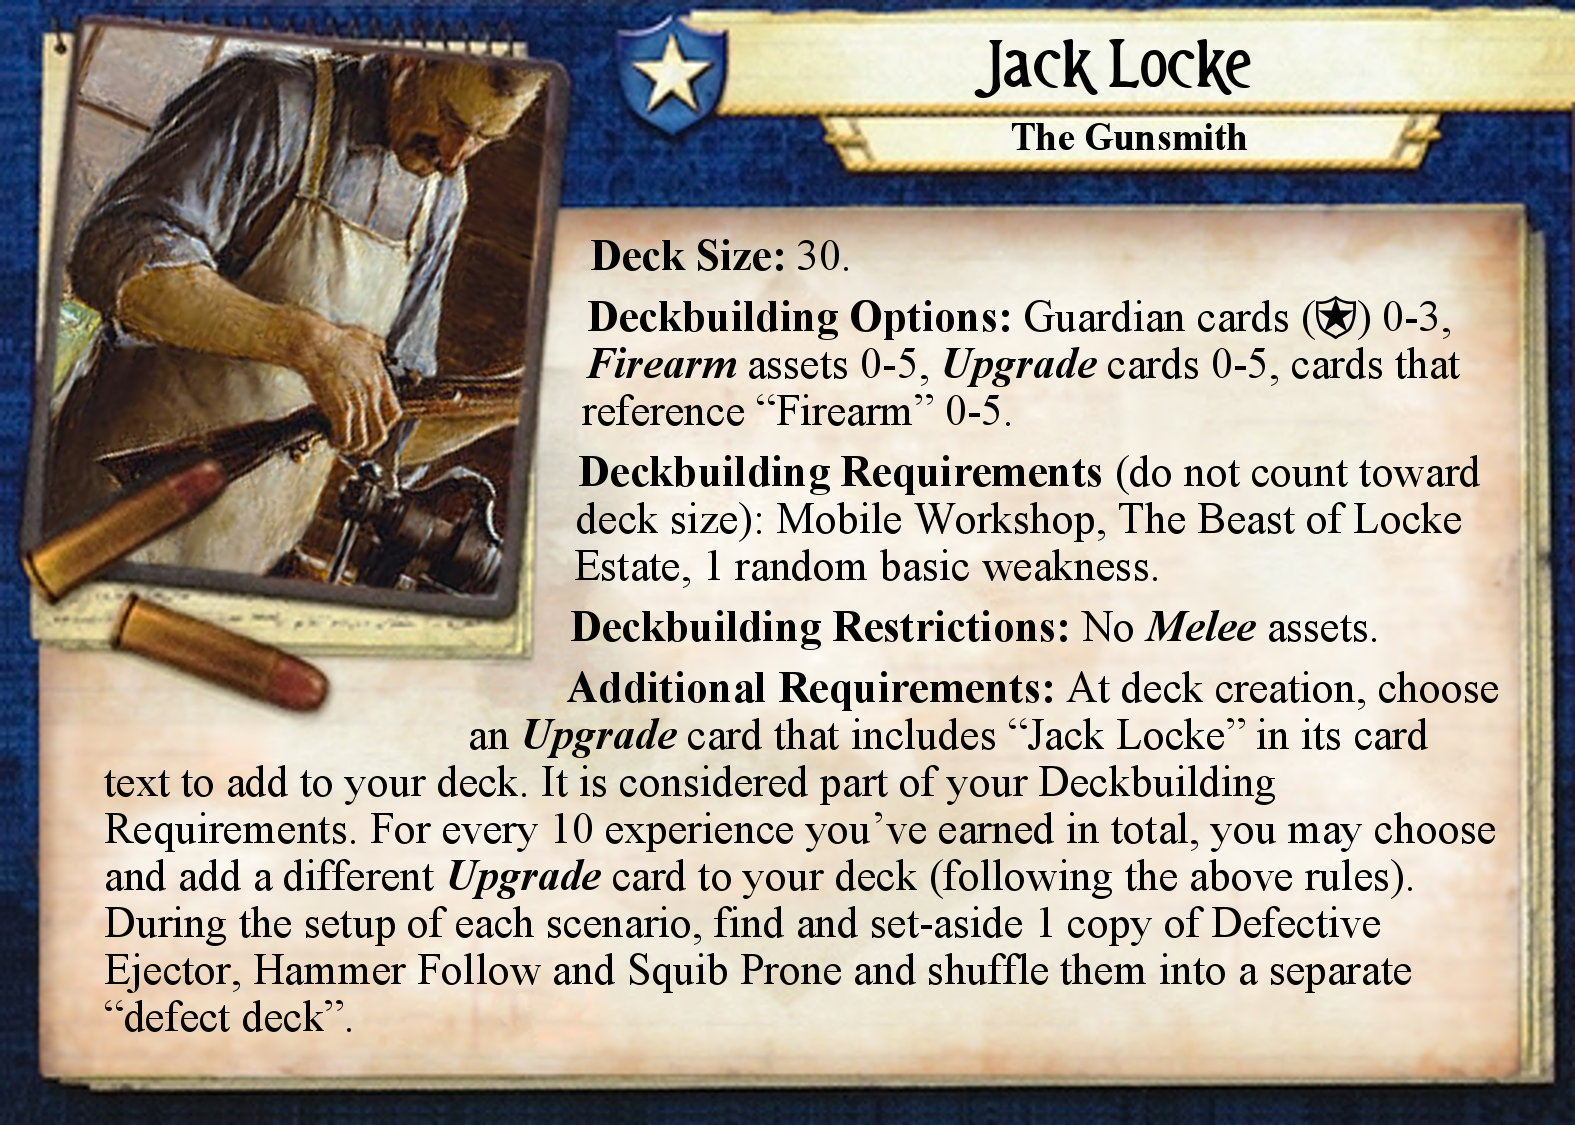 Jack Locke
The Gunsmith
Deck Size: 30.
Deckbuilding Options: Guardian cards () 0-3,
Firearm assets 0-5, Upgrade cards 0-5, cards that
reference “Firearm” 0-5.
Deckbuilding Requirements (do not count toward
deck size): Mobile Workshop, The Beast of Locke
Estate, 1 random basic weakness.
Deckbuilding Restrictions: No Melee assets.
Additional Requirements: At deck creation, choose
an Upgrade card that includes “Jack Locke” in its card
text to add to your deck. It is considered part of your Deckbuilding
Requirements. For every 10 experience you’ve earned in total, you may choose
and add a different Upgrade card to your deck (following the above rules).
During the setup of each scenario, find and set-aside 1 copy of Defective
Ejector, Hammer Follow and Squib Prone and shuffle them into a separate
“defect deck”.